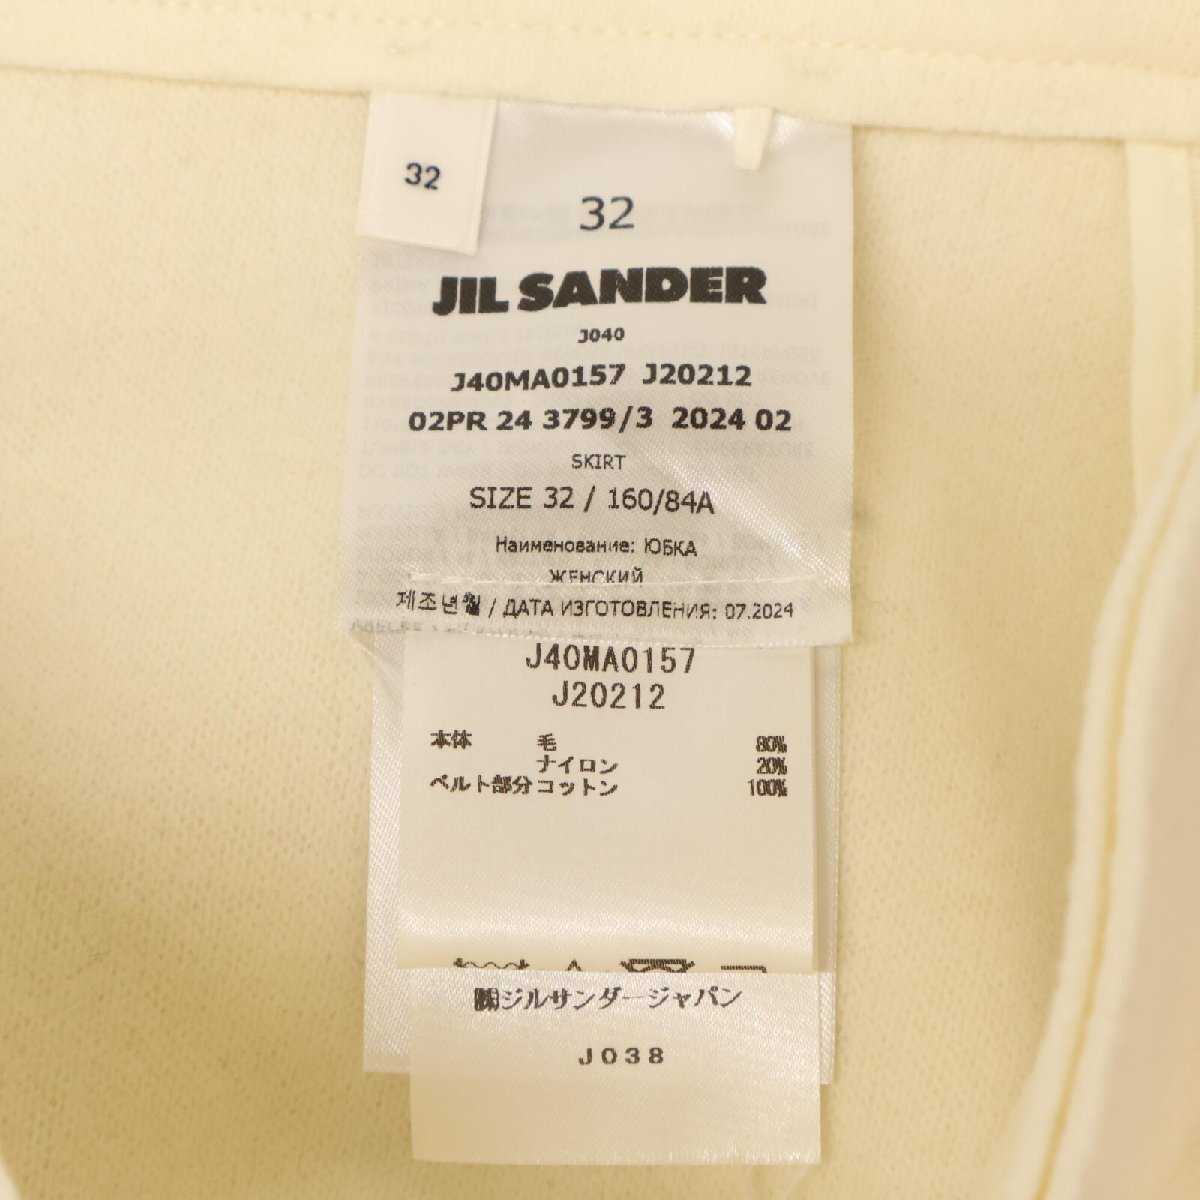 32
32
JIL SANDER
J040
J40MA0157 J20212
02PR 24 3799/3 2024 02
SKIRT
SIZE 32 / 160/84A
Наименование: ЮБКА
ЖЕНСКИЙ
제조년월 / ДАТА ИЗГОТОВЛЕНИЯ: 07.2024
J40MA0157
J20212
本体 毛 80%
ナイロン 20%
ベルト部分 コットン 100%
㈱ジルサンダージャパン
J038